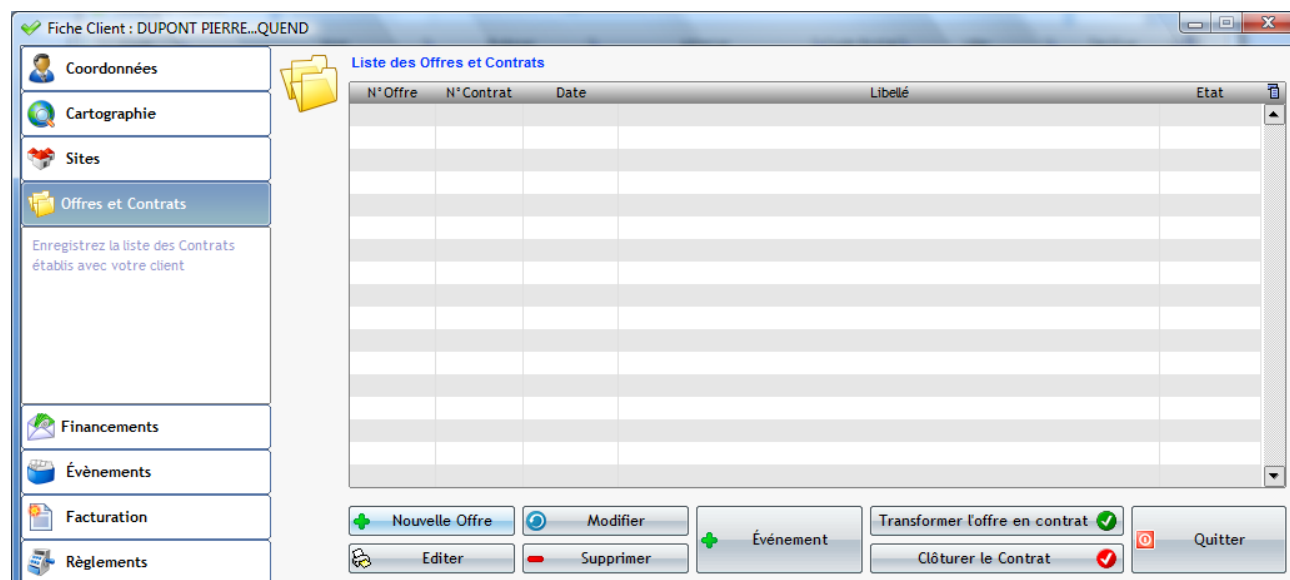 Fiche Client : DUPONT PIERRE...QUEND
Coordonnées
Cartographie
Sites
Offres et Contrats
Enregistrez la liste des Contrats
établis avec votre client
Financements
Évènements
Facturation
Règlements
Liste des Offres et Contrats
N°Offre N°Contrat Date Libellé Etat
Nouvelle Offre Modifier Événement Transformer l'offre en contrat Quitter
Editer Supprimer Clôturer le Contrat